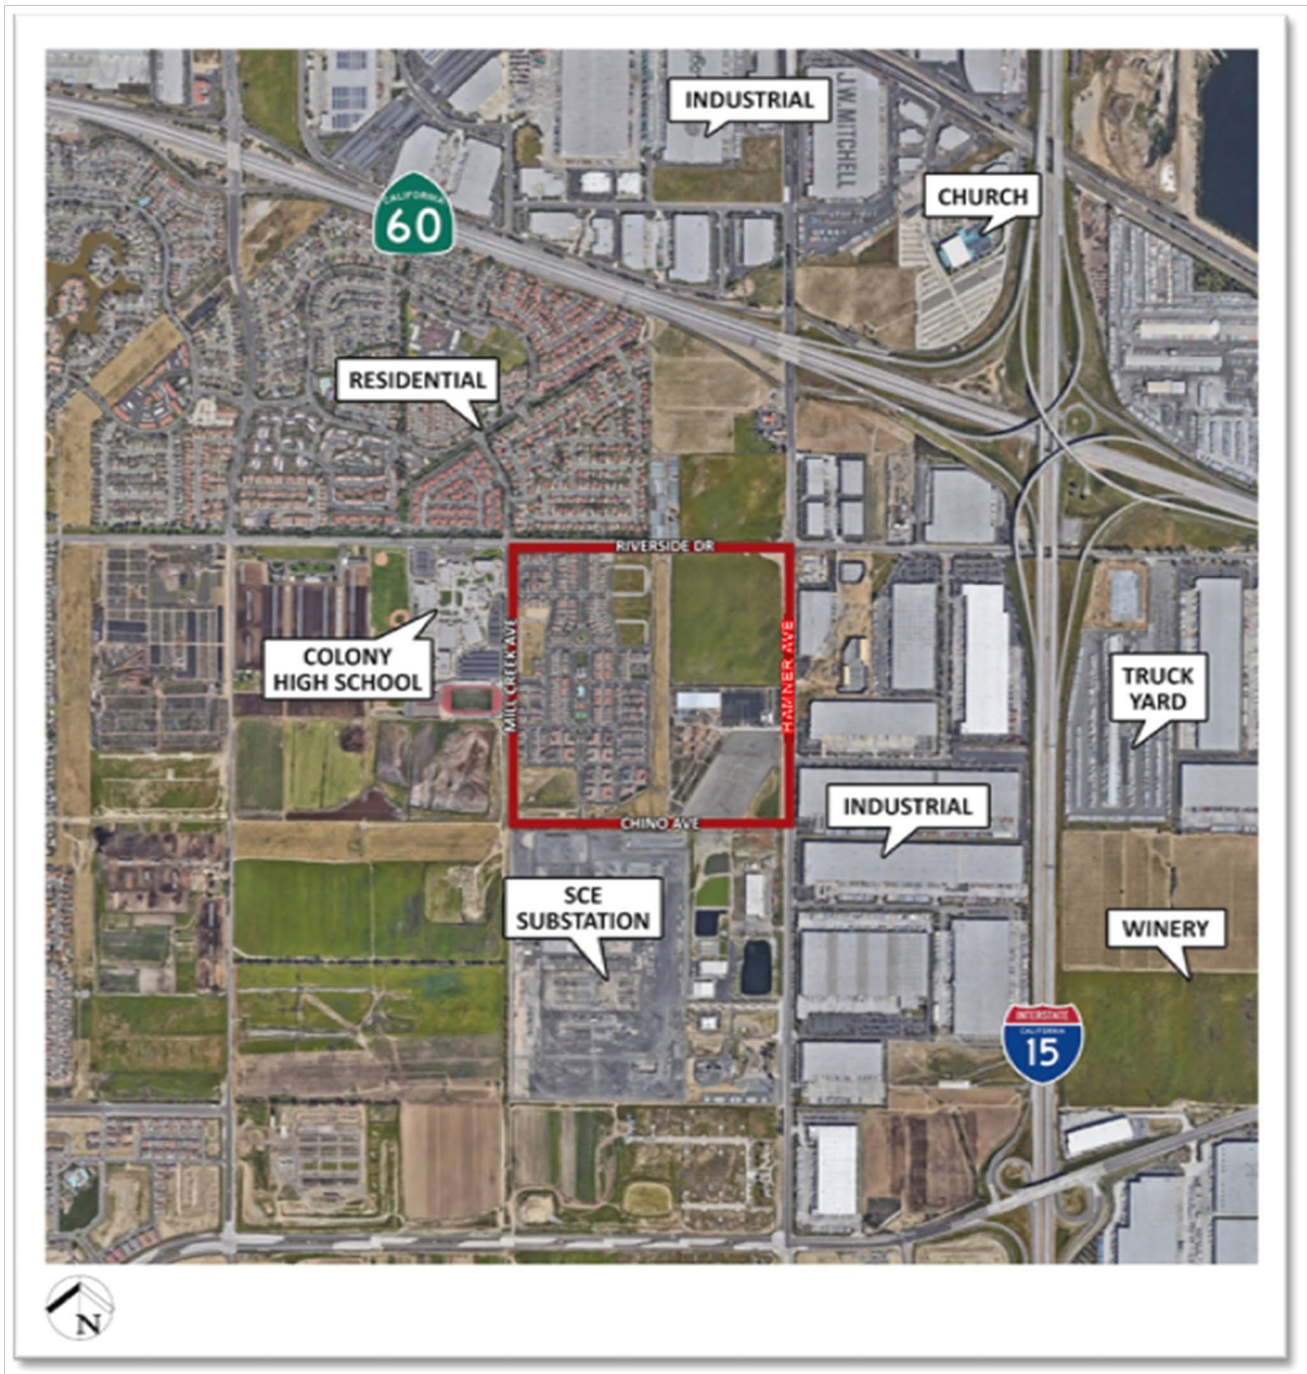 INDUSTRIAL
J.W. MITCHELL
CHURCH
CALIFORNIA
60
RESIDENTIAL
RIVERSIDE DR
COLONY
HIGH SCHOOL
MILL CREEK AVE
HAMNER AVE
TRUCK
YARD
INDUSTRIAL
CHINO AVE
SCE
SUBSTATION
WINERY
INTERSTATE
CALIFORNIA
15
N